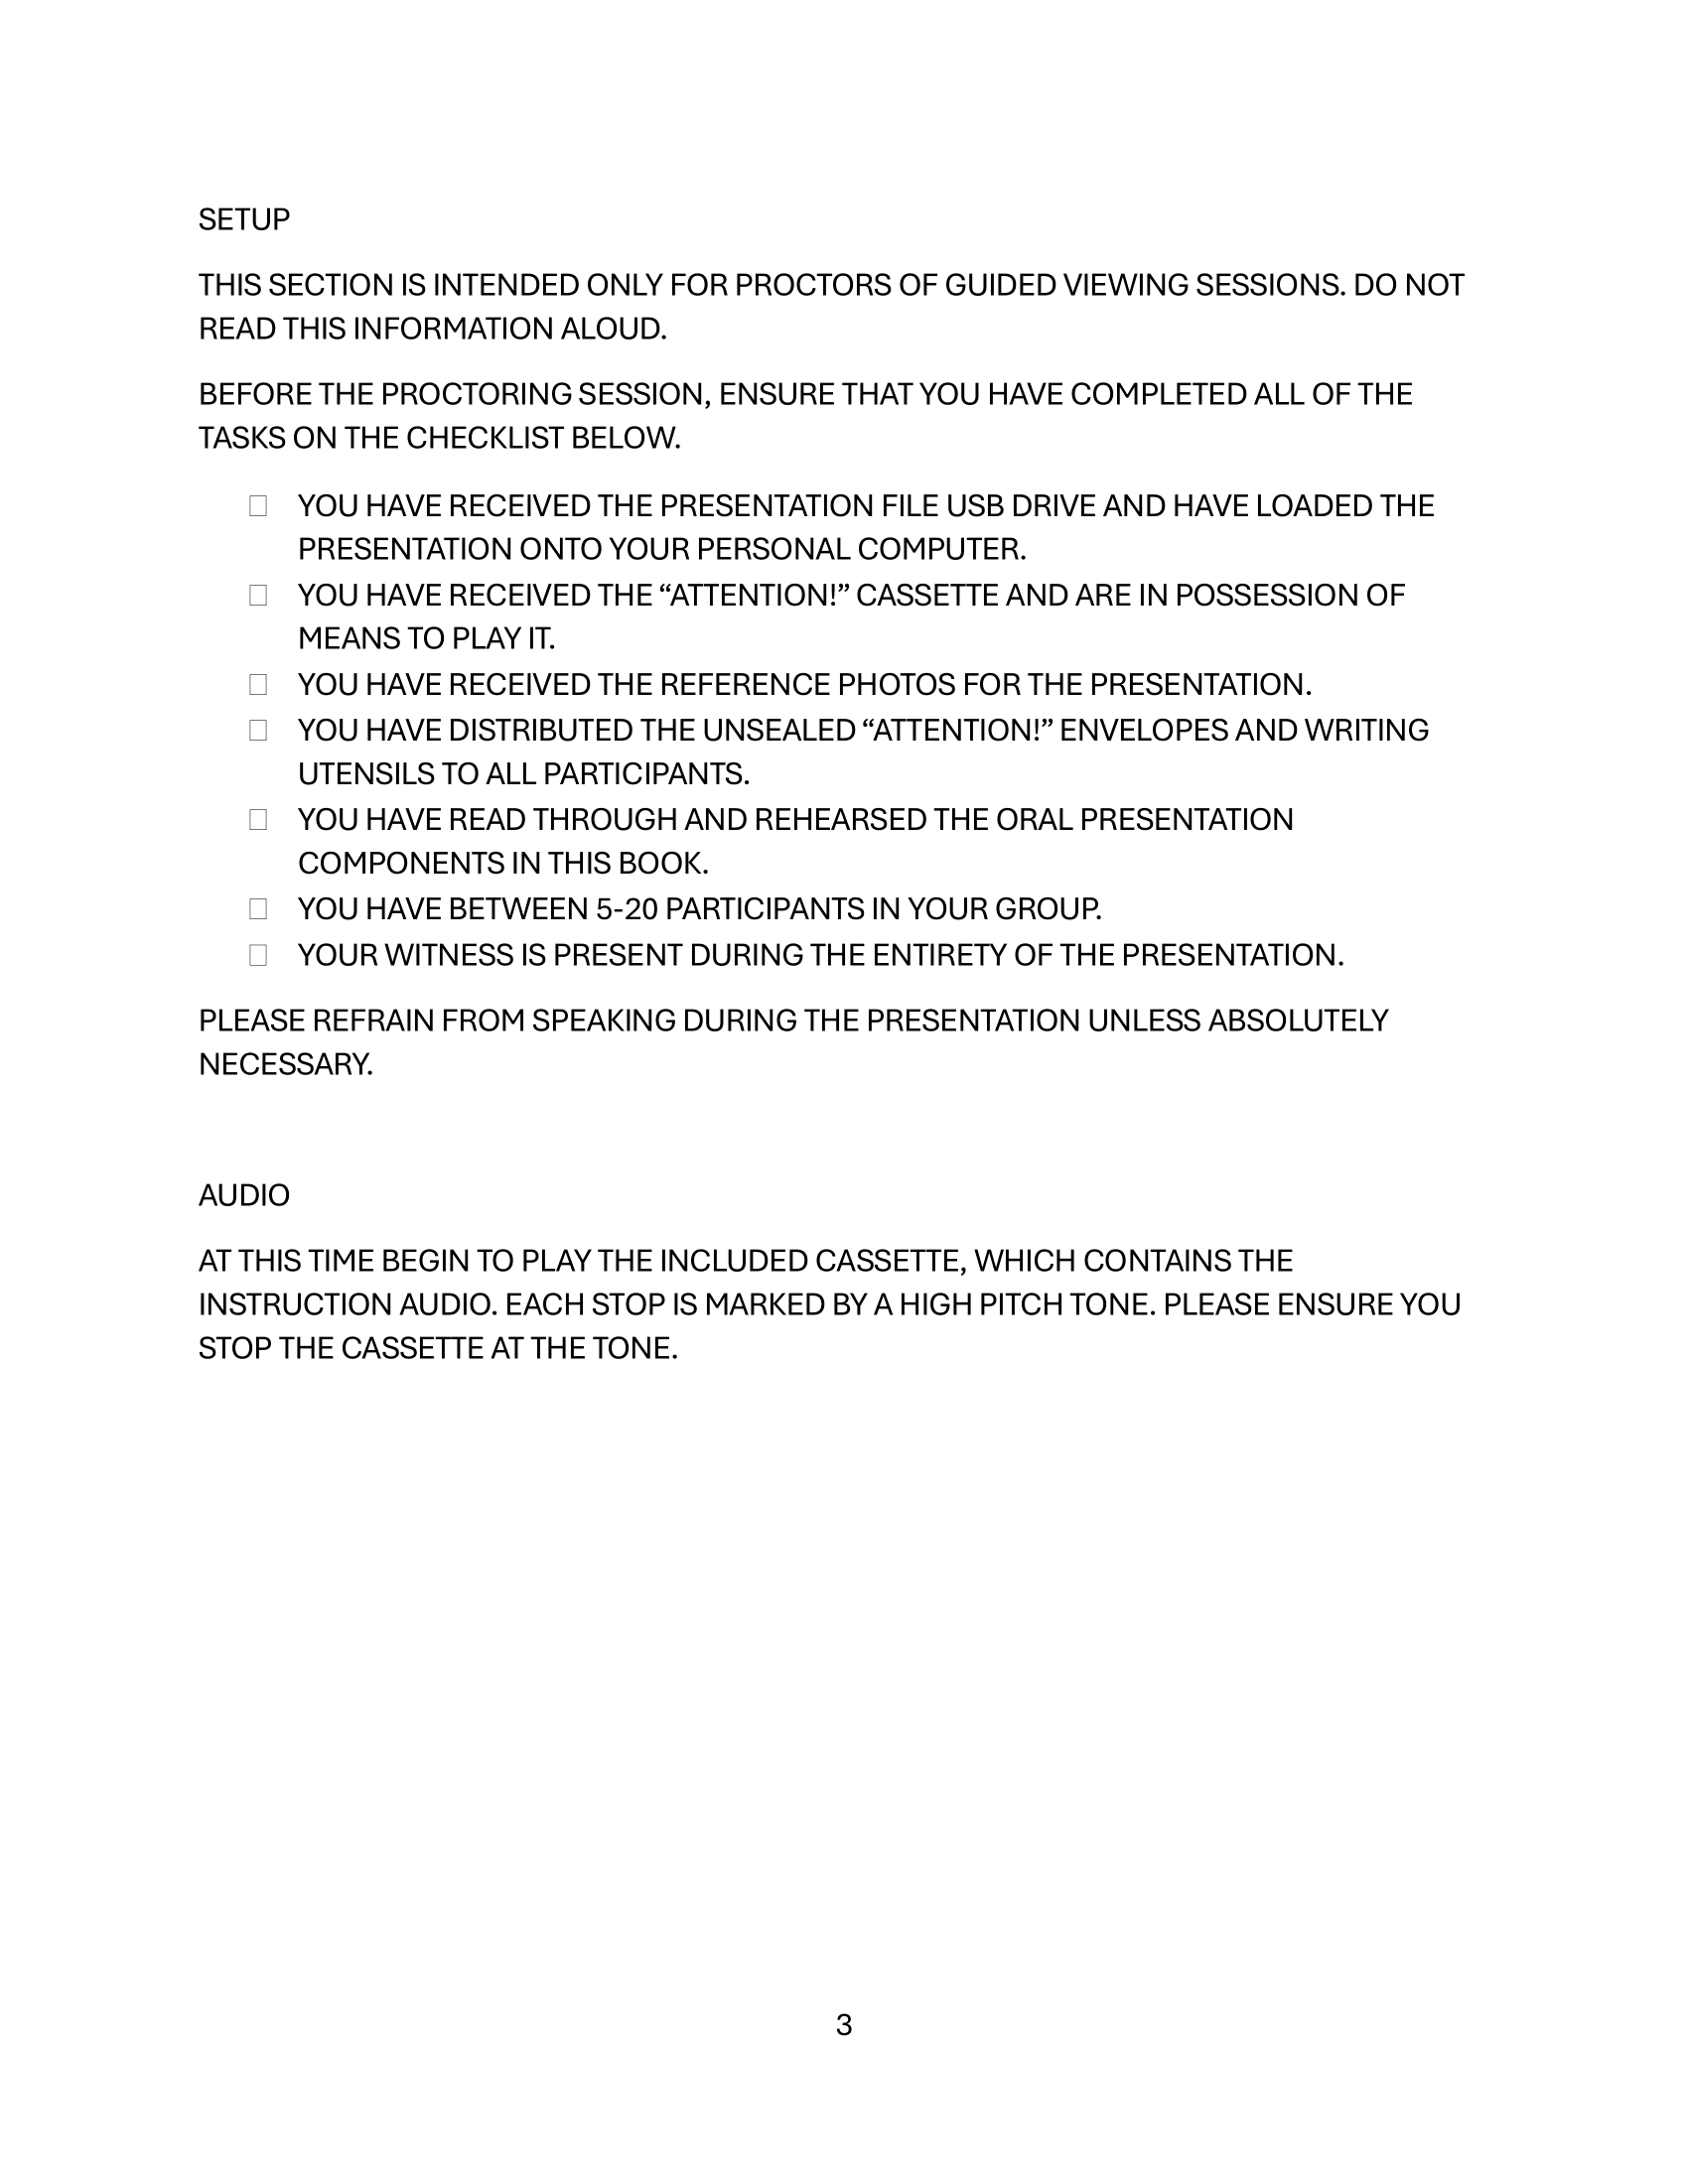 SETUP
THIS SECTION IS INTENDED ONLY FOR PROCTORS OF GUIDED VIEWING SESSIONS. DO NOT
READ THIS INFORMATION ALOUD.
BEFORE THE PROCTORING SESSION, ENSURE THAT YOU HAVE COMPLETED ALL OF THE
TASKS ON THE CHECKLIST BELOW.
☐ YOU HAVE RECEIVED THE PRESENTATION FILE USB DRIVE AND HAVE LOADED THE
PRESENTATION ONTO YOUR PERSONAL COMPUTER.
☐ YOU HAVE RECEIVED THE “ATTENTION!” CASSETTE AND ARE IN POSSESSION OF
MEANS TO PLAY IT.
☐ YOU HAVE RECEIVED THE REFERENCE PHOTOS FOR THE PRESENTATION.
☐ YOU HAVE DISTRIBUTED THE UNSEALED “ATTENTION!” ENVELOPES AND WRITING
UTENSILS TO ALL PARTICIPANTS.
☐ YOU HAVE READ THROUGH AND REHEARSED THE ORAL PRESENTATION
COMPONENTS IN THIS BOOK.
☐ YOU HAVE BETWEEN 5-20 PARTICIPANTS IN YOUR GROUP.
☐ YOUR WITNESS IS PRESENT DURING THE ENTIRETY OF THE PRESENTATION.
PLEASE REFRAIN FROM SPEAKING DURING THE PRESENTATION UNLESS ABSOLUTELY
NECESSARY.
AUDIO
AT THIS TIME BEGIN TO PLAY THE INCLUDED CASSETTE, WHICH CONTAINS THE
INSTRUCTION AUDIO. EACH STOP IS MARKED BY A HIGH PITCH TONE. PLEASE ENSURE YOU
STOP THE CASSETTE AT THE TONE.
3